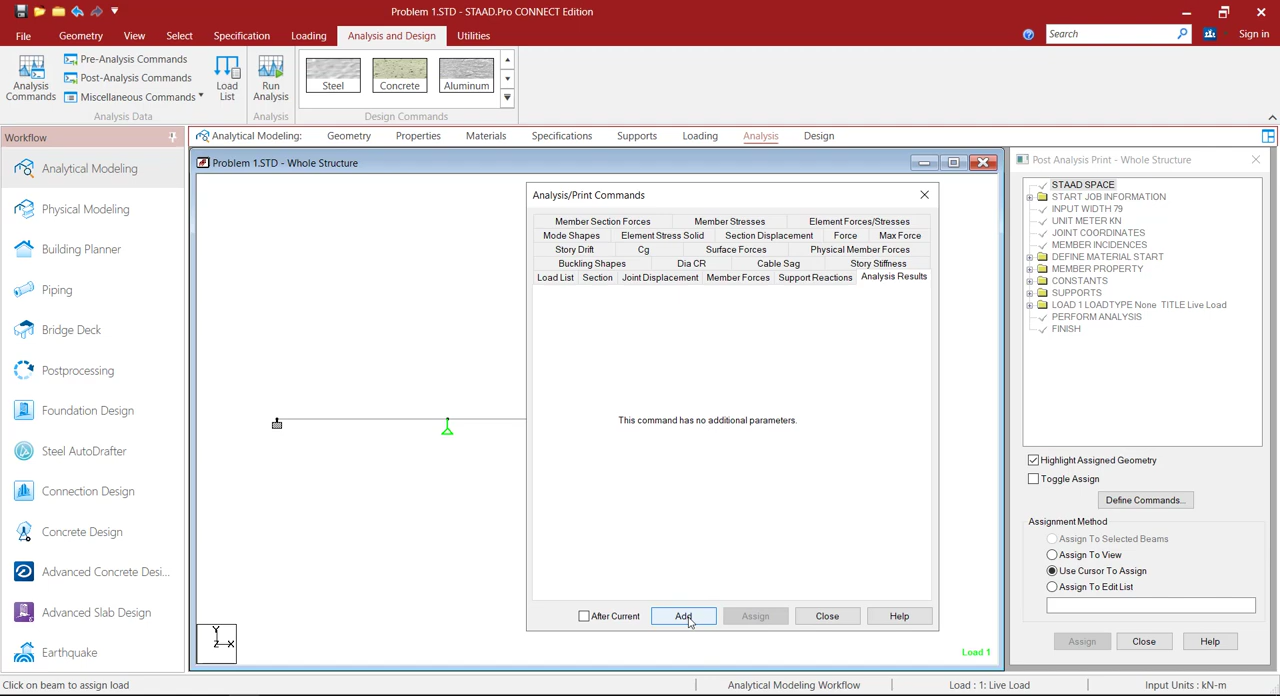 Problem 1.STD - STAAD.Pro CONNECT Edition
File Geometry View Select Specification Loading Analysis and Design Utilities Search Sign in
Analysis Commands
Pre-Analysis Commands
Post-Analysis Commands
Miscellaneous Commands
Load List
Run Analysis
Steel Concrete Aluminum
Analysis Data Analysis Design Commands
Workflow
Analytical Modeling
Physical Modeling
Building Planner
Piping
Bridge Deck
Postprocessing
Foundation Design
Steel AutoDrafter
Connection Design
Concrete Design
Advanced Concrete Desi...
Advanced Slab Design
Earthquake
Analytical Modeling: Geometry Properties Materials Specifications Supports Loading Analysis Design
Problem 1.STD - Whole Structure
Y
X
Z
Load 1
Analysis/Print Commands
Member Section Forces Member Stresses Element Forces/Stresses
Mode Shapes Element Stress Solid Section Displacement Force Max Force
Story Drift Cg Surface Forces Physical Member Forces
Buckling Shapes Dia CR Cable Sag Story Stiffness
Load List Section Joint Displacement Member Forces Support Reactions Analysis Results
This command has no additional parameters.
After Current Add Assign Close Help
Post Analysis Print - Whole Structure
STAAD SPACE
START JOB INFORMATION
INPUT WIDTH 79
UNIT METER KN
JOINT COORDINATES
MEMBER INCIDENCES
DEFINE MATERIAL START
MEMBER PROPERTY
CONSTANTS
SUPPORTS
LOAD 1 LOADTYPE None TITLE Live Load
PERFORM ANALYSIS
FINISH
Highlight Assigned Geometry
Toggle Assign
Define Commands...
Assignment Method
Assign To Selected Beams
Assign To View
Use Cursor To Assign
Assign To Edit List
Assign Close Help
Click on beam to assign load Analytical Modeling Workflow Load : 1: Live Load Input Units : kN-m